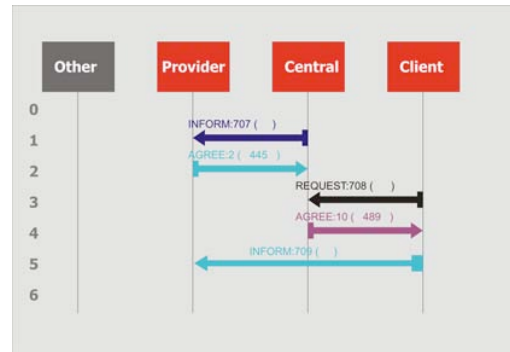 Other Provider Central Client
0
INFORM:707 ( )
1
AGREE:2 ( 445 )
2
REQUEST:708 ( )
3
AGREE:10 ( 489 )
4
INFORM:709 ( )
5
6